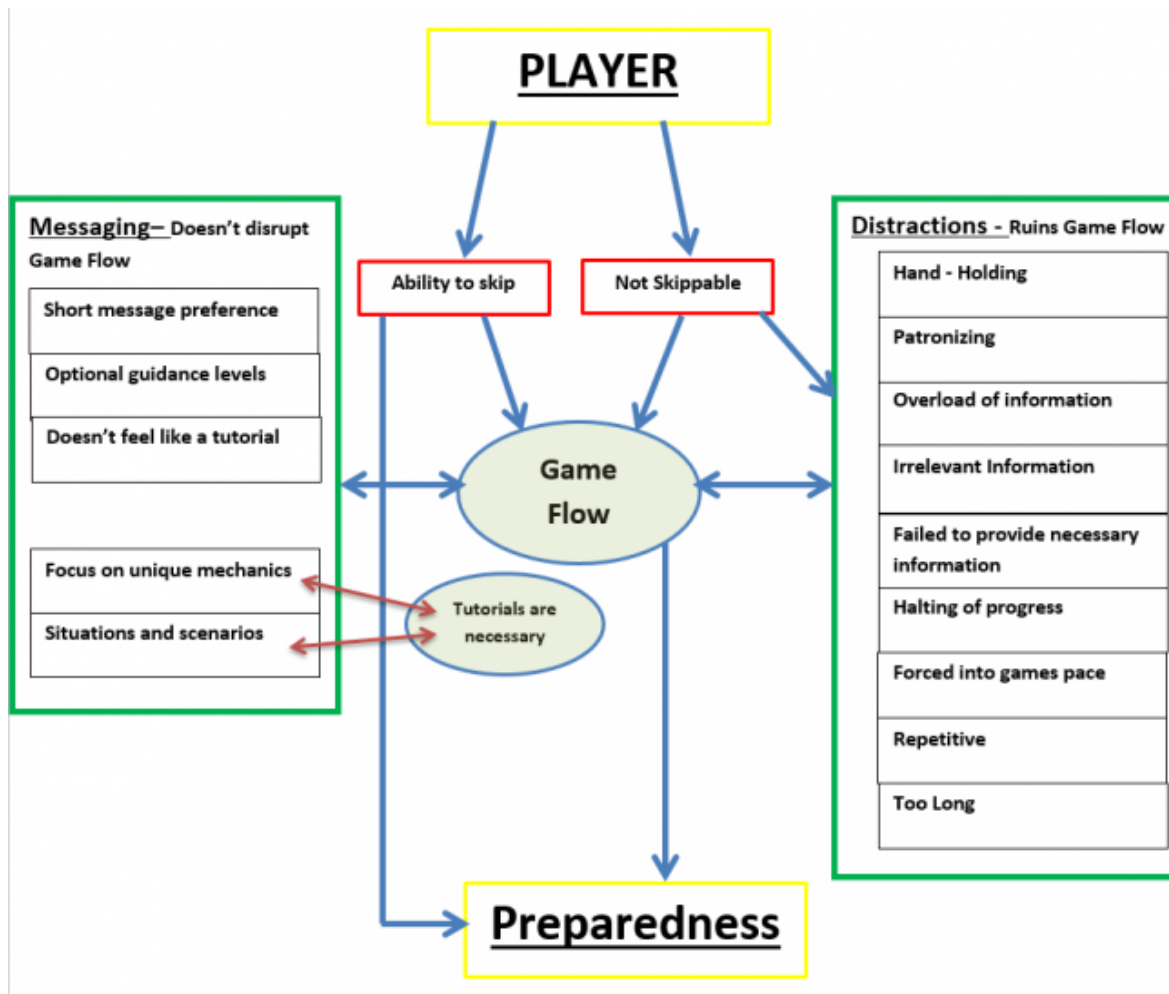 PLAYER
Messaging– Doesn't disrupt
Game Flow
Short message preference
Optional guidance levels
Doesn't feel like a tutorial
Focus on unique mechanics
Situations and scenarios
Ability to skip
Not Skippable
Game
Flow
Tutorials are
necessary
Distractions - Ruins Game Flow
Hand - Holding
Patronizing
Overload of information
Irrelevant Information
Failed to provide necessary
information
Halting of progress
Forced into games pace
Repetitive
Too Long
Preparedness